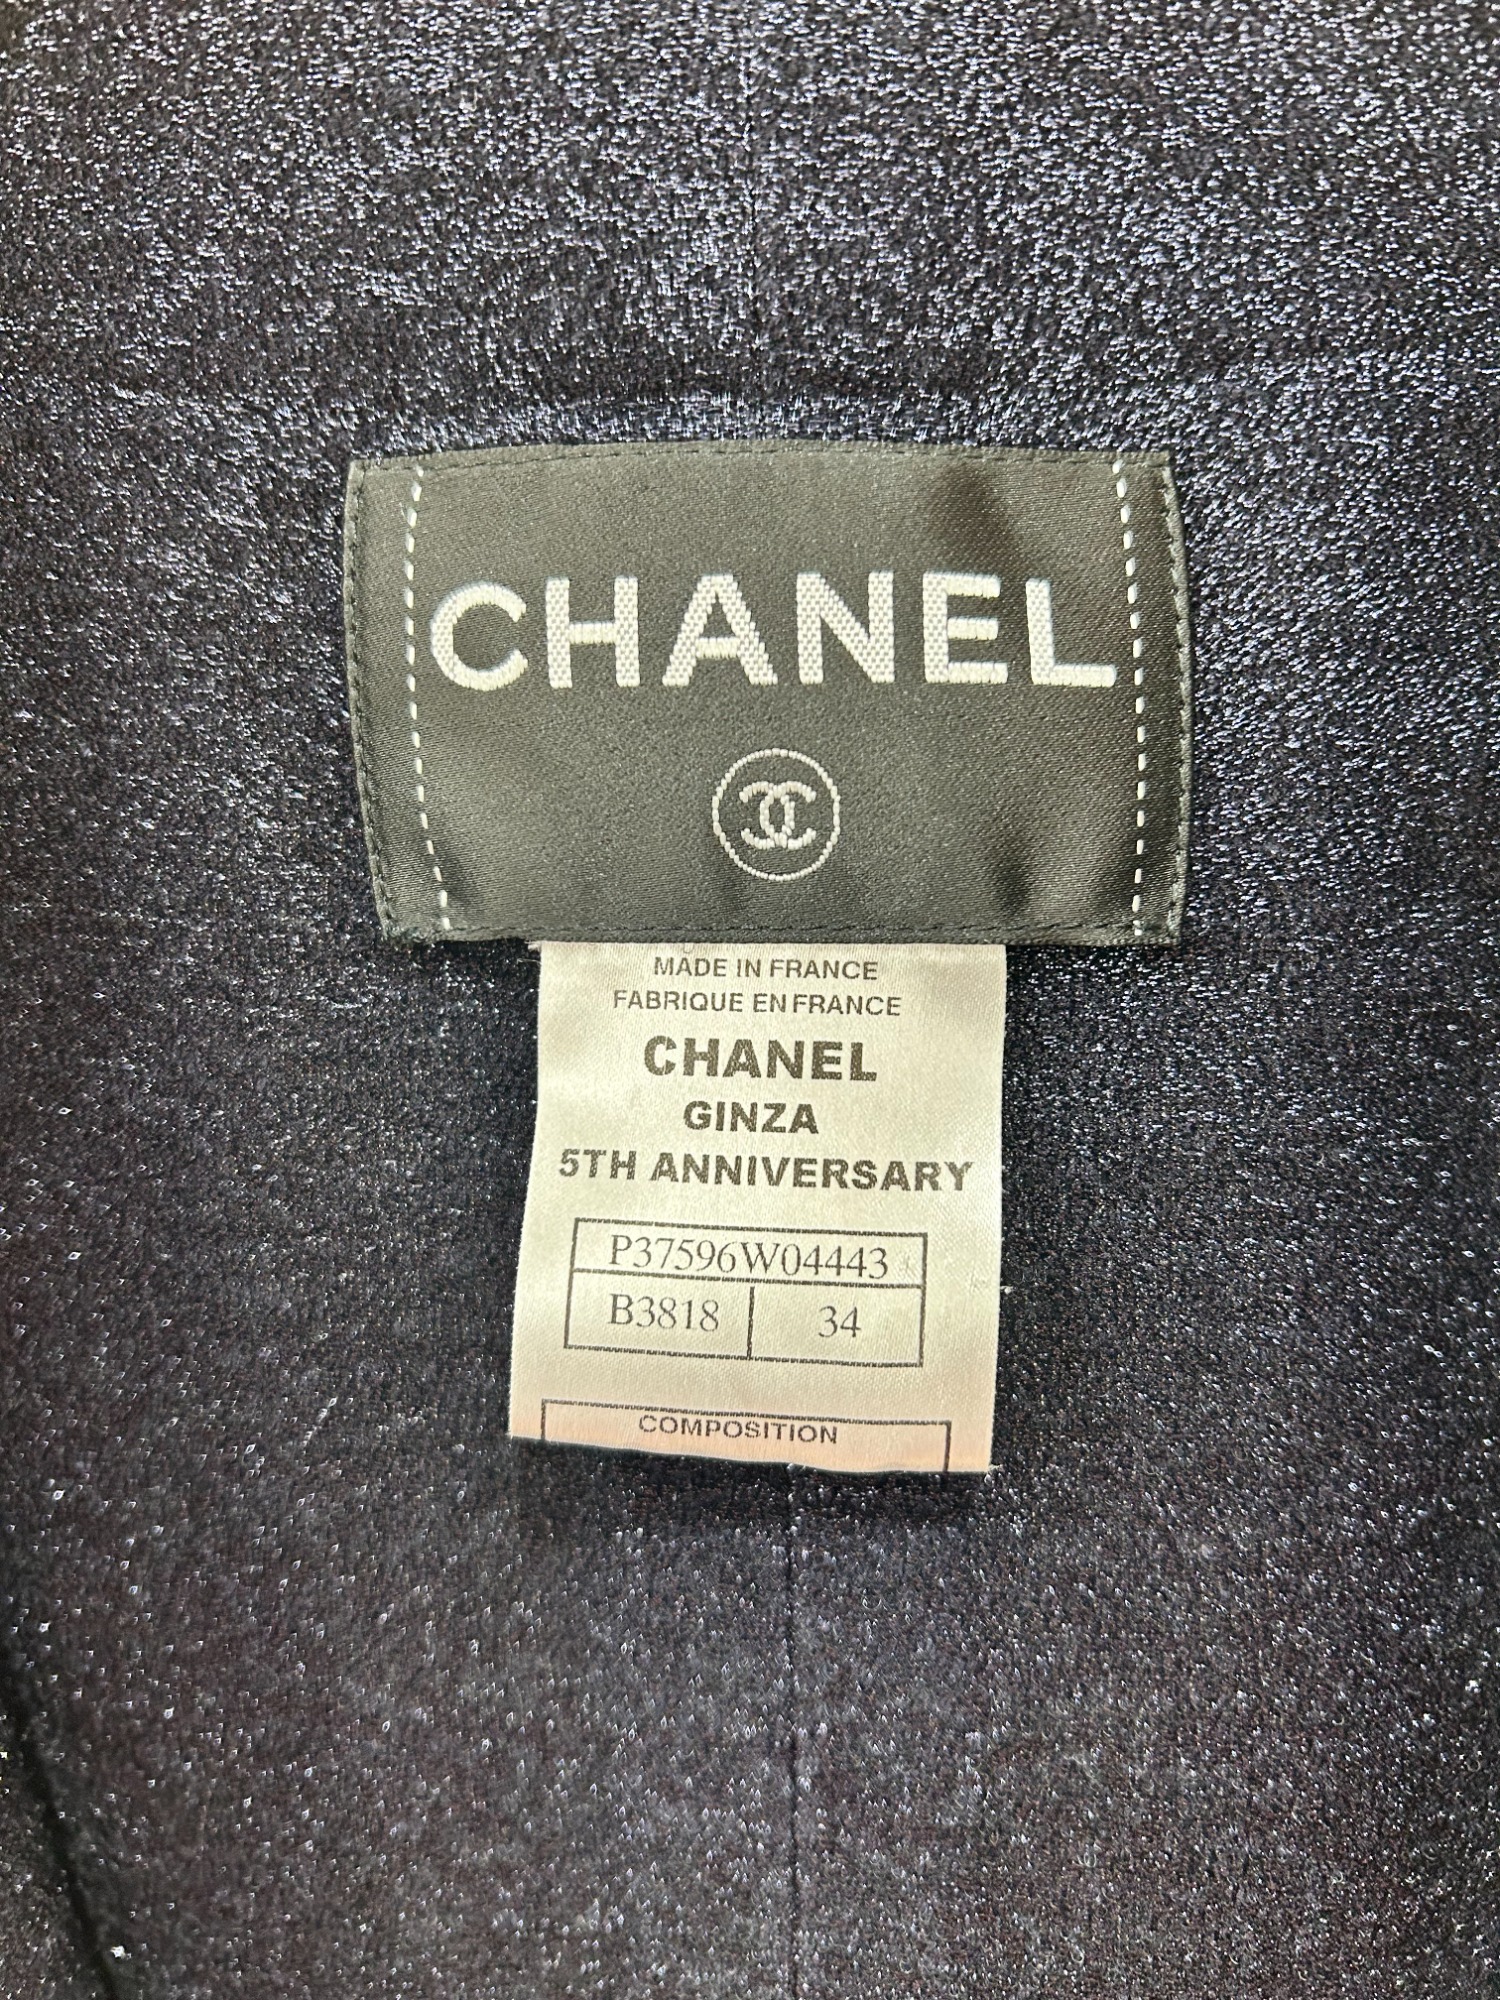 CHANEL
MADE IN FRANCE
FABRIQUE EN FRANCE
CHANEL
GINZA
5TH ANNIVERSARY
P37596W04443
B3818 34
COMPOSITION